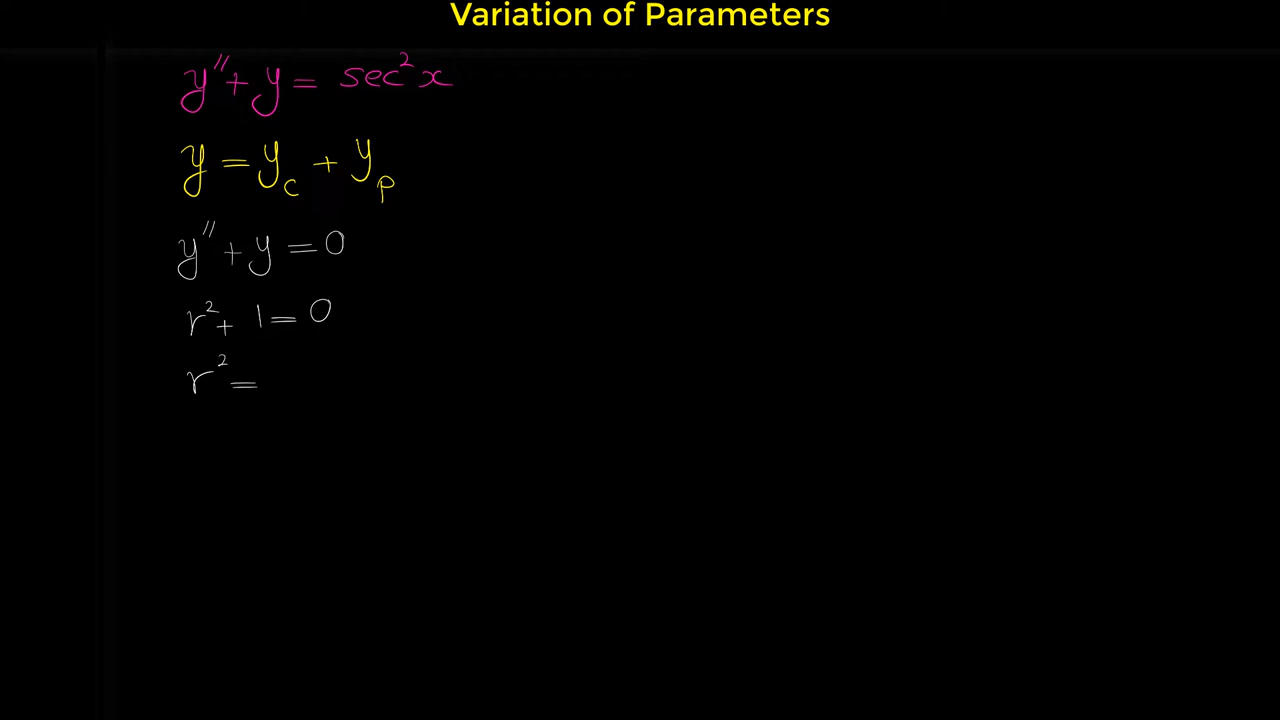 Variation of Parameters
y'' + y = sec²x
y = y_c + y_p
y'' + y = 0
r² + 1 = 0
r² =